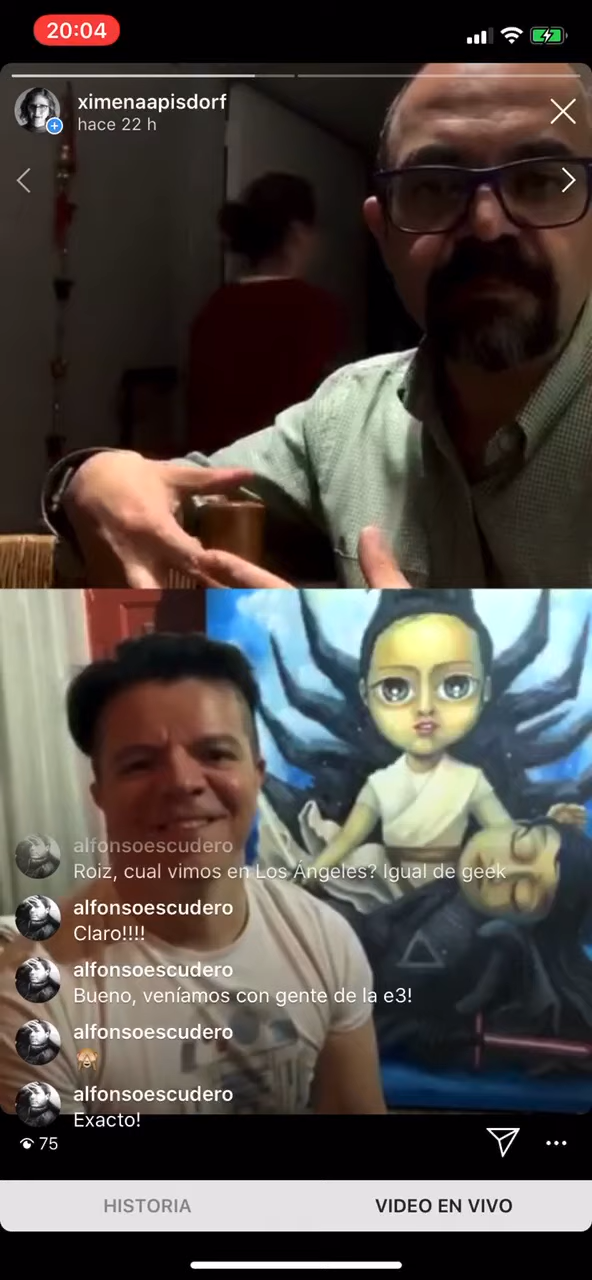 20:04
ximenaapisdorf
hace 22 h
alfonsoescudero
Roiz, cual vimos en Los Ángeles? Igual de geek
alfonsoescudero
Claro!!!!
alfonsoescudero
Bueno, veníamos con gente de la e3!
alfonsoescudero
🙈
alfonsoescudero
Exacto!
75
HISTORIA
VIDEO EN VIVO